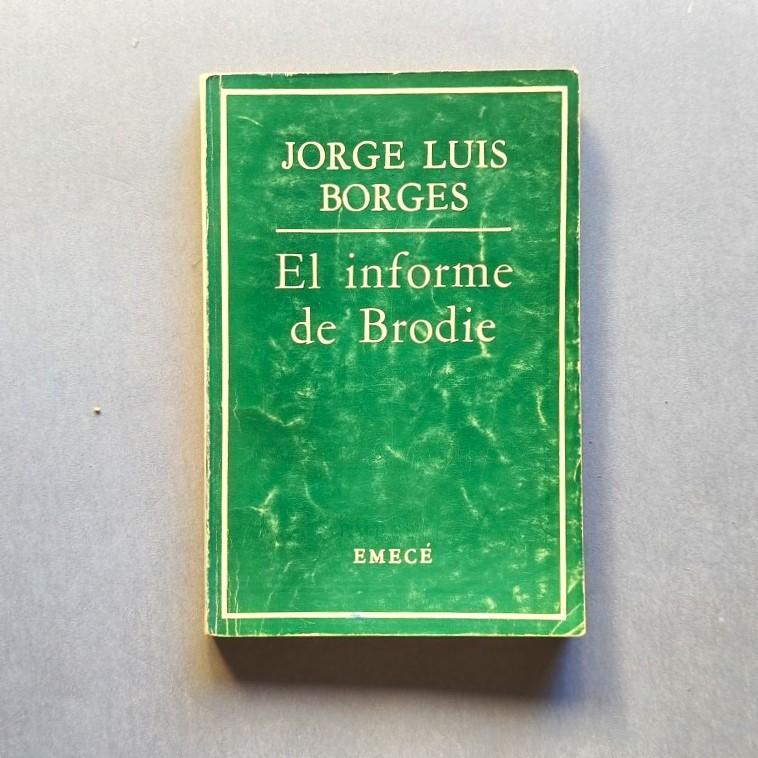 JORGE LUIS
BORGES
El informe
de Brodie
EMECÉ